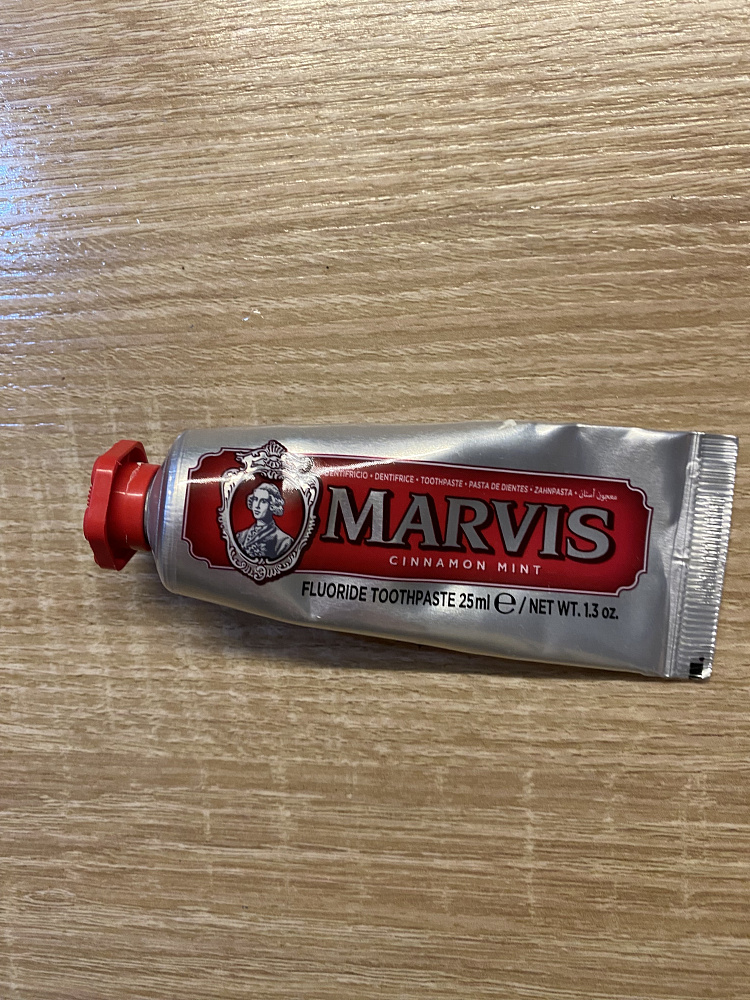 DENTIFRICIO • DENTIFRICE • TOOTHPASTE • PASTA DE DIENTES • ZAHNPASTA • معجون أسنان
MARVIS
CINNAMON MINT
FLUORIDE TOOTHPASTE 25ml ℮ / NET WT. 1.3 oz.